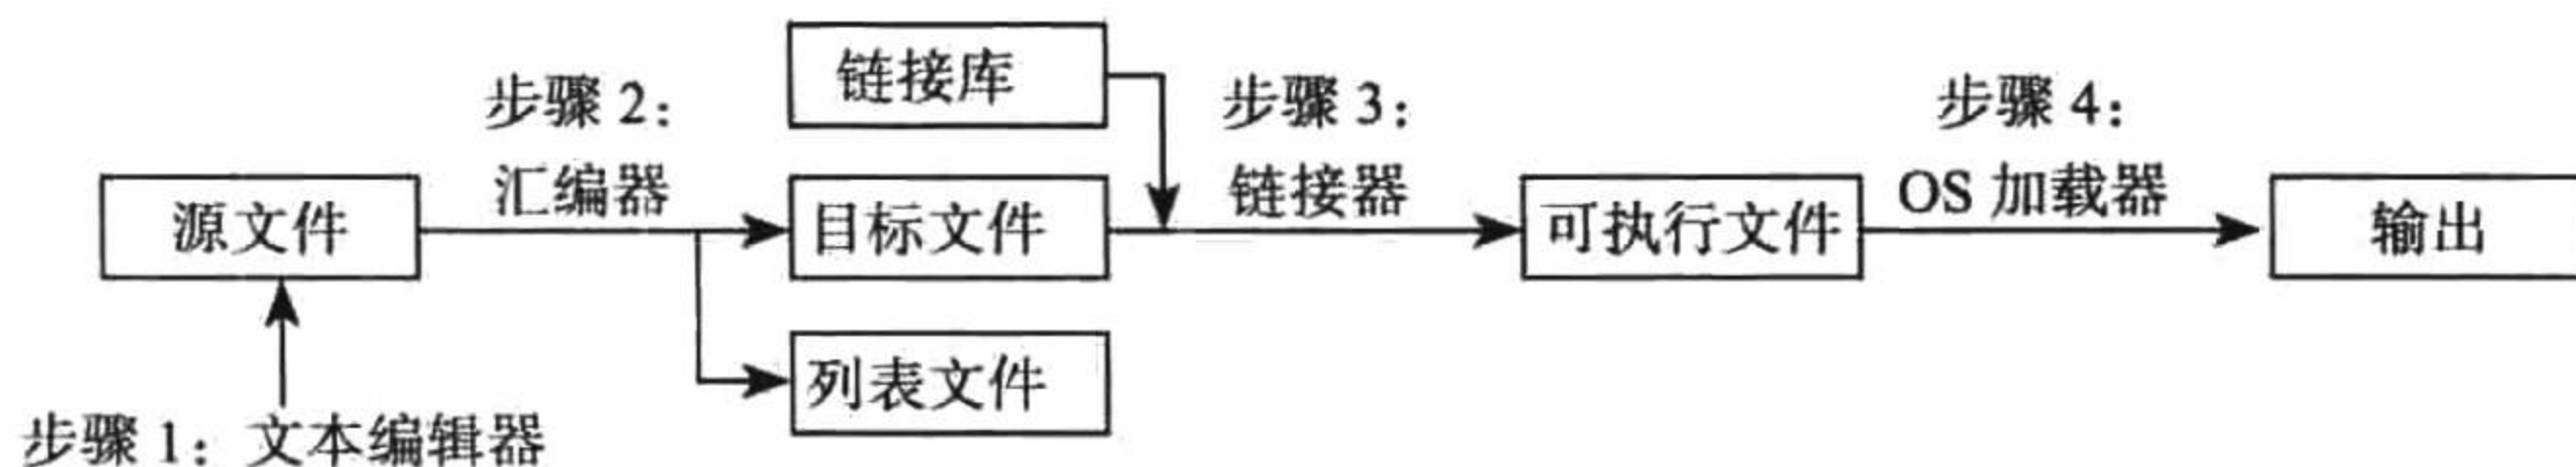 链接库
步骤 2：
汇编器
步骤 3：
链接器
步骤 4：
OS 加载器
源文件
目标文件
可执行文件
输出
列表文件
步骤 1：文本编辑器